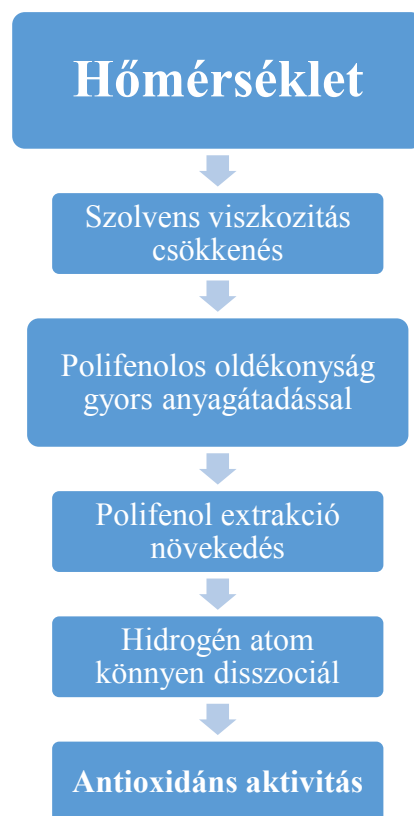 Hőmérséklet
Szolvens viszkozitás
csökkenés
Polifenolos oldékonyság
gyors anyagátadással
Polifenol extrakció
növekedés
Hidrogén atom
könnyen disszociál
Antioxidáns aktivitás